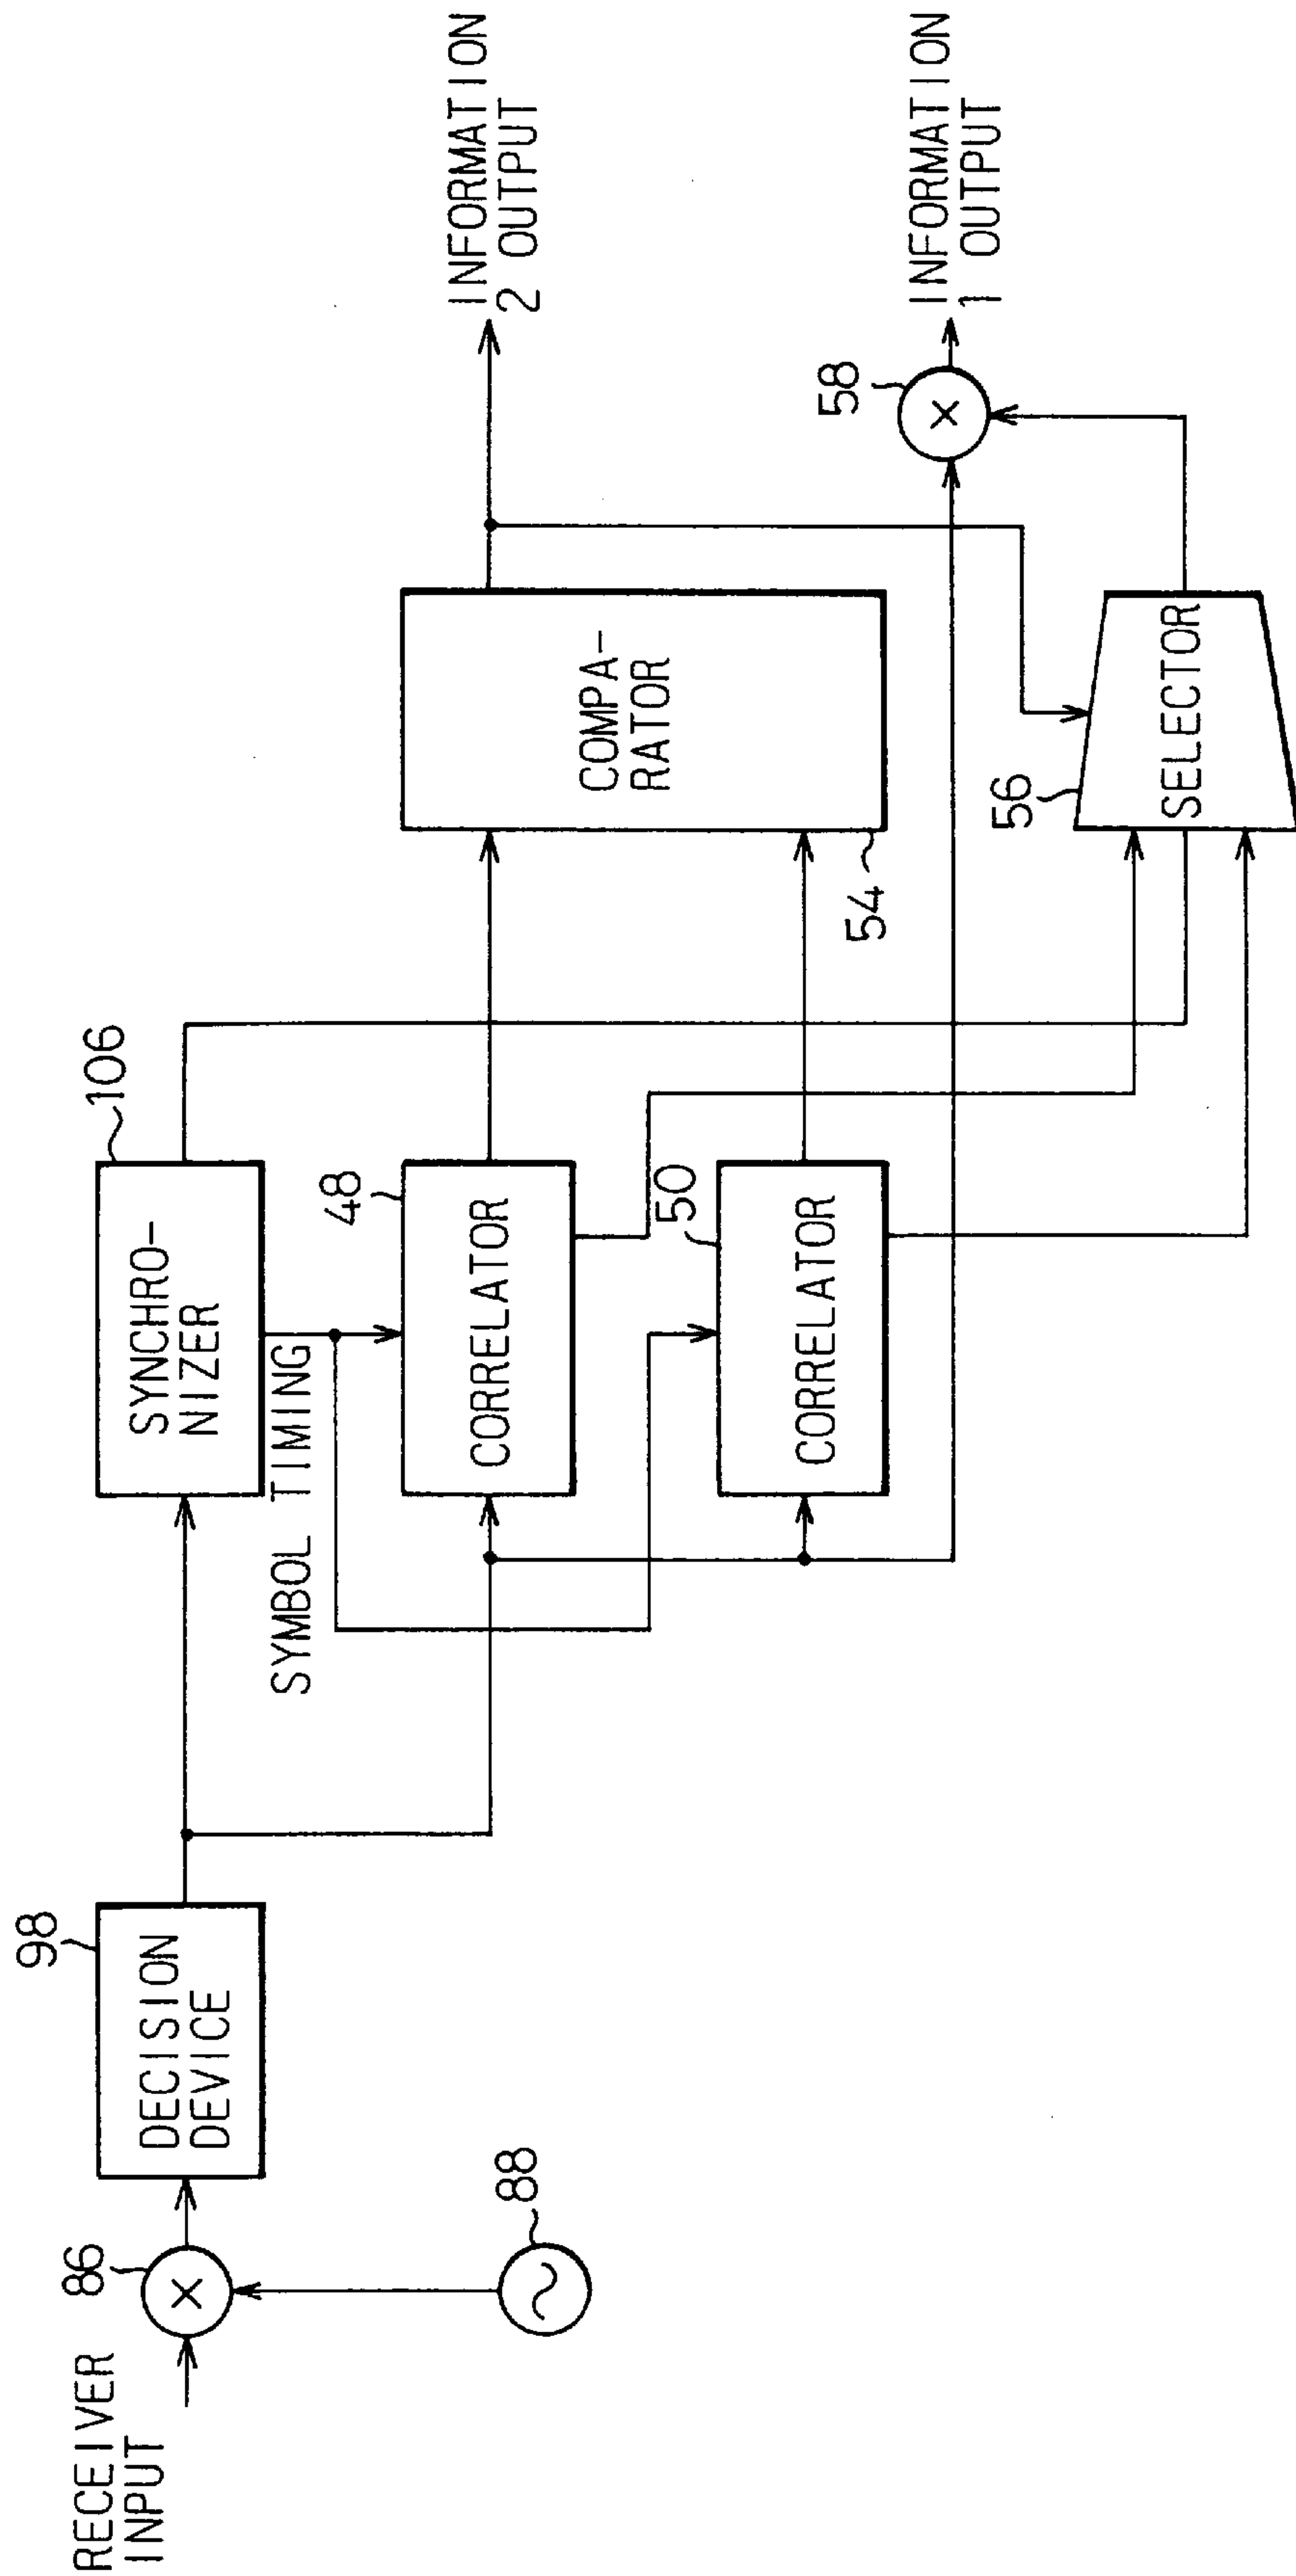 RECEIVER
INPUT
86
88
98
DECISION
DEVICE
106
SYNCHRO-
NIZER
SYMBOL TIMING
48
CORRELATOR
50
CORRELATOR
COMPA-
RATOR
54
56
SELECTOR
58
INFORMATION
2 OUTPUT
INFORMATION
1 OUTPUT